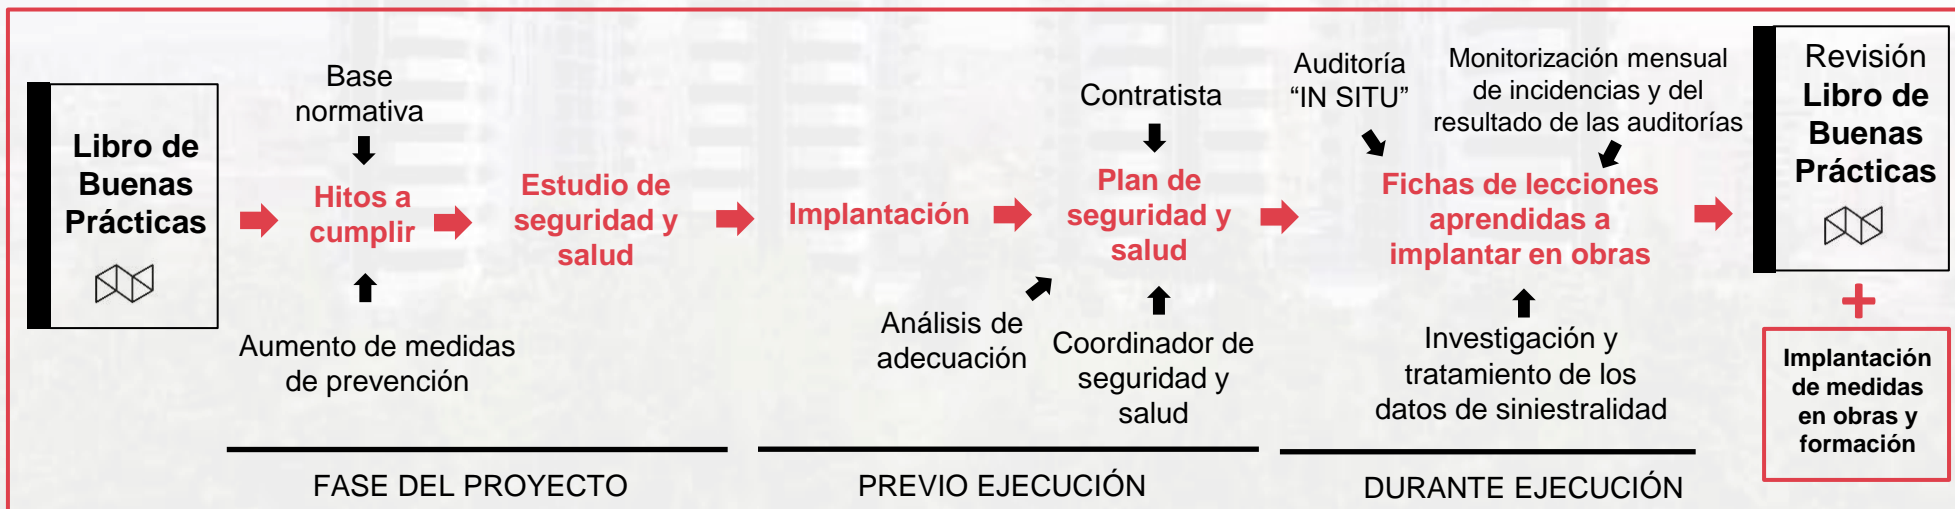 Libro de
Buenas
Prácticas
Base
normativa
Hitos a
cumplir
Aumento de medidas
de prevención
Estudio de
seguridad y
salud
FASE DEL PROYECTO
Implantación
Contratista
Plan de
seguridad y
salud
Análisis de
adecuación
Coordinador de
seguridad y
salud
PREVIO EJECUCIÓN
Auditoría
“IN SITU”
Monitorización mensual
de incidencias y del
resultado de las auditorías
Fichas de lecciones
aprendidas a
implantar en obras
Investigación y
tratamiento de los
datos de siniestralidad
DURANTE EJECUCIÓN
Revisión
Libro de
Buenas
Prácticas
+
Implantación
de medidas
en obras y
formación